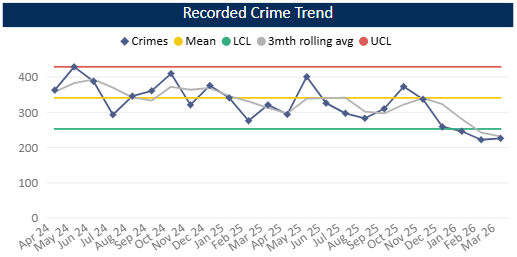 Recorded Crime Trend
Crimes Mean LCL 3mth rolling avg UCL
400
300
200
100
0
Apr 24 May 24 Jun 24 Jul 24 Aug 24 Sep 24 Oct 24 Nov 24 Dec 24 Jan 25 Feb 25 Mar 25 Apr 25 May 25 Jun 25 Jul 25 Aug 25 Sep 25 Oct 25 Nov 25 Dec 25 Jan 26 Feb 26 Mar 26